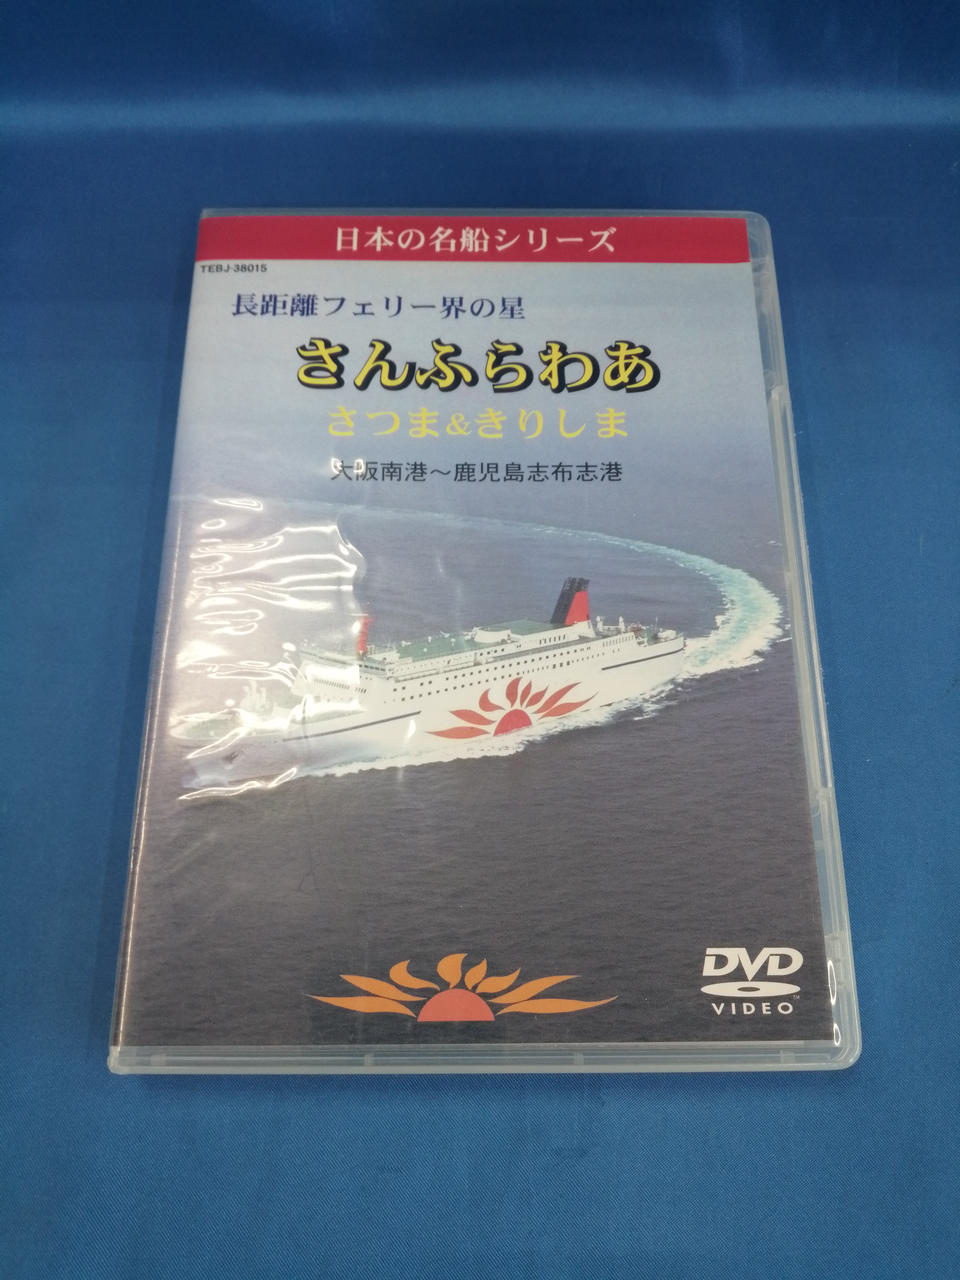 日本の名船シリーズ
TEBJ-38015
長距離フェリー界の星
さんふらわあ
さつま&きりしま
大阪南港～鹿児島志布志港
DVD
VIDEO
TM